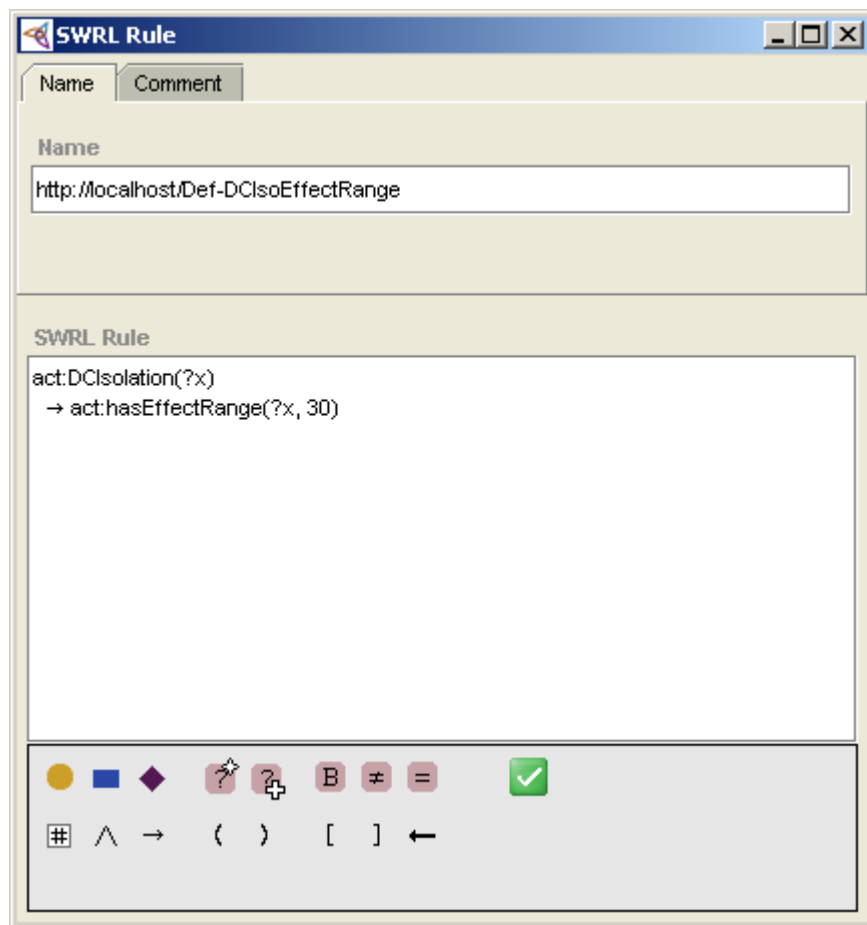 SWRL Rule
Name Comment
Name
http://localhost/Def-DCIsoEffectRange
SWRL Rule
act:DCIsolation(?x)
→ act:hasEffectRange(?x, 30)
? ? B ≠ =
# ∧ → ( ) [ ] ←